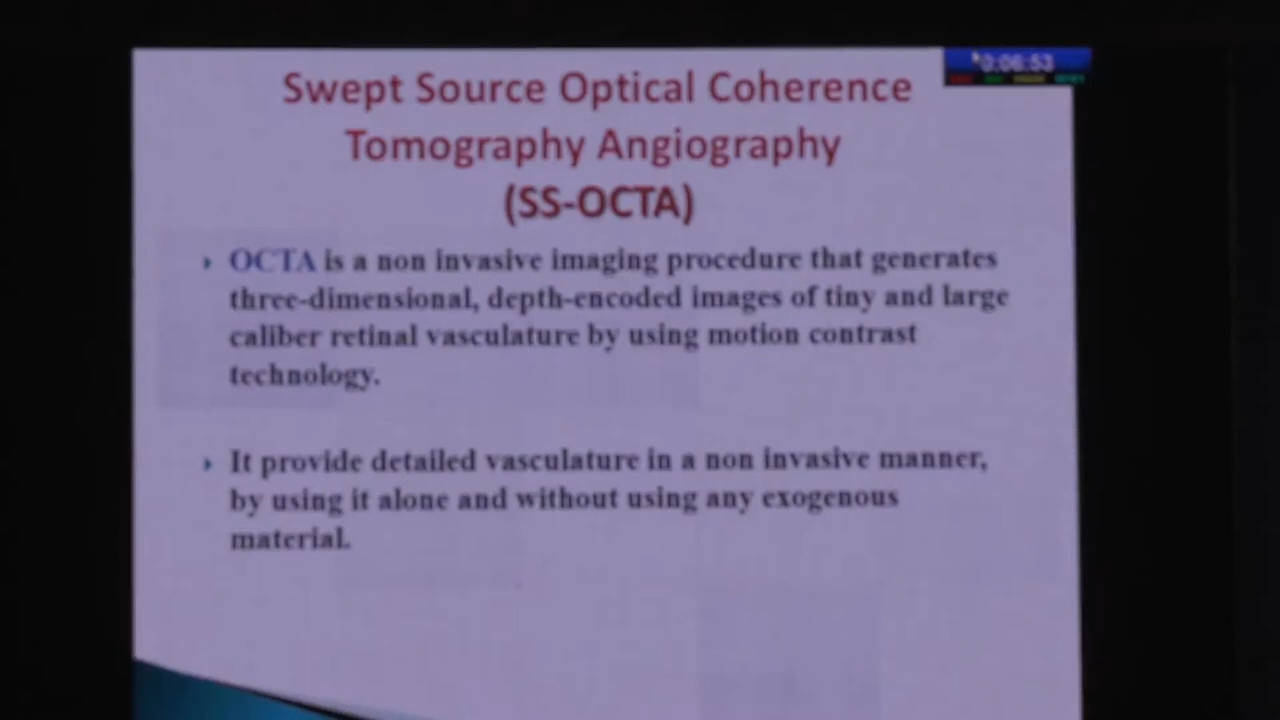 0:06:53
Swept Source Optical Coherence
Tomography Angiography
(SS-OCTA)
OCTA is a non invasive imaging procedure that generates
three-dimensional, depth-encoded images of tiny and large
caliber retinal vasculature by using motion contrast
technology.
It provide detailed vasculature in a non invasive manner,
by using it alone and without using any exogenous
material.